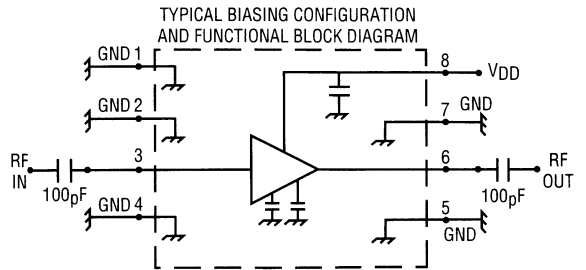 TYPICAL BIASING CONFIGURATION
AND FUNCTIONAL BLOCK DIAGRAM
GND 1
8
VDD
GND 2
7
GND
RF
IN
100pF
3
6
100pF
RF
OUT
GND 4
5
GND